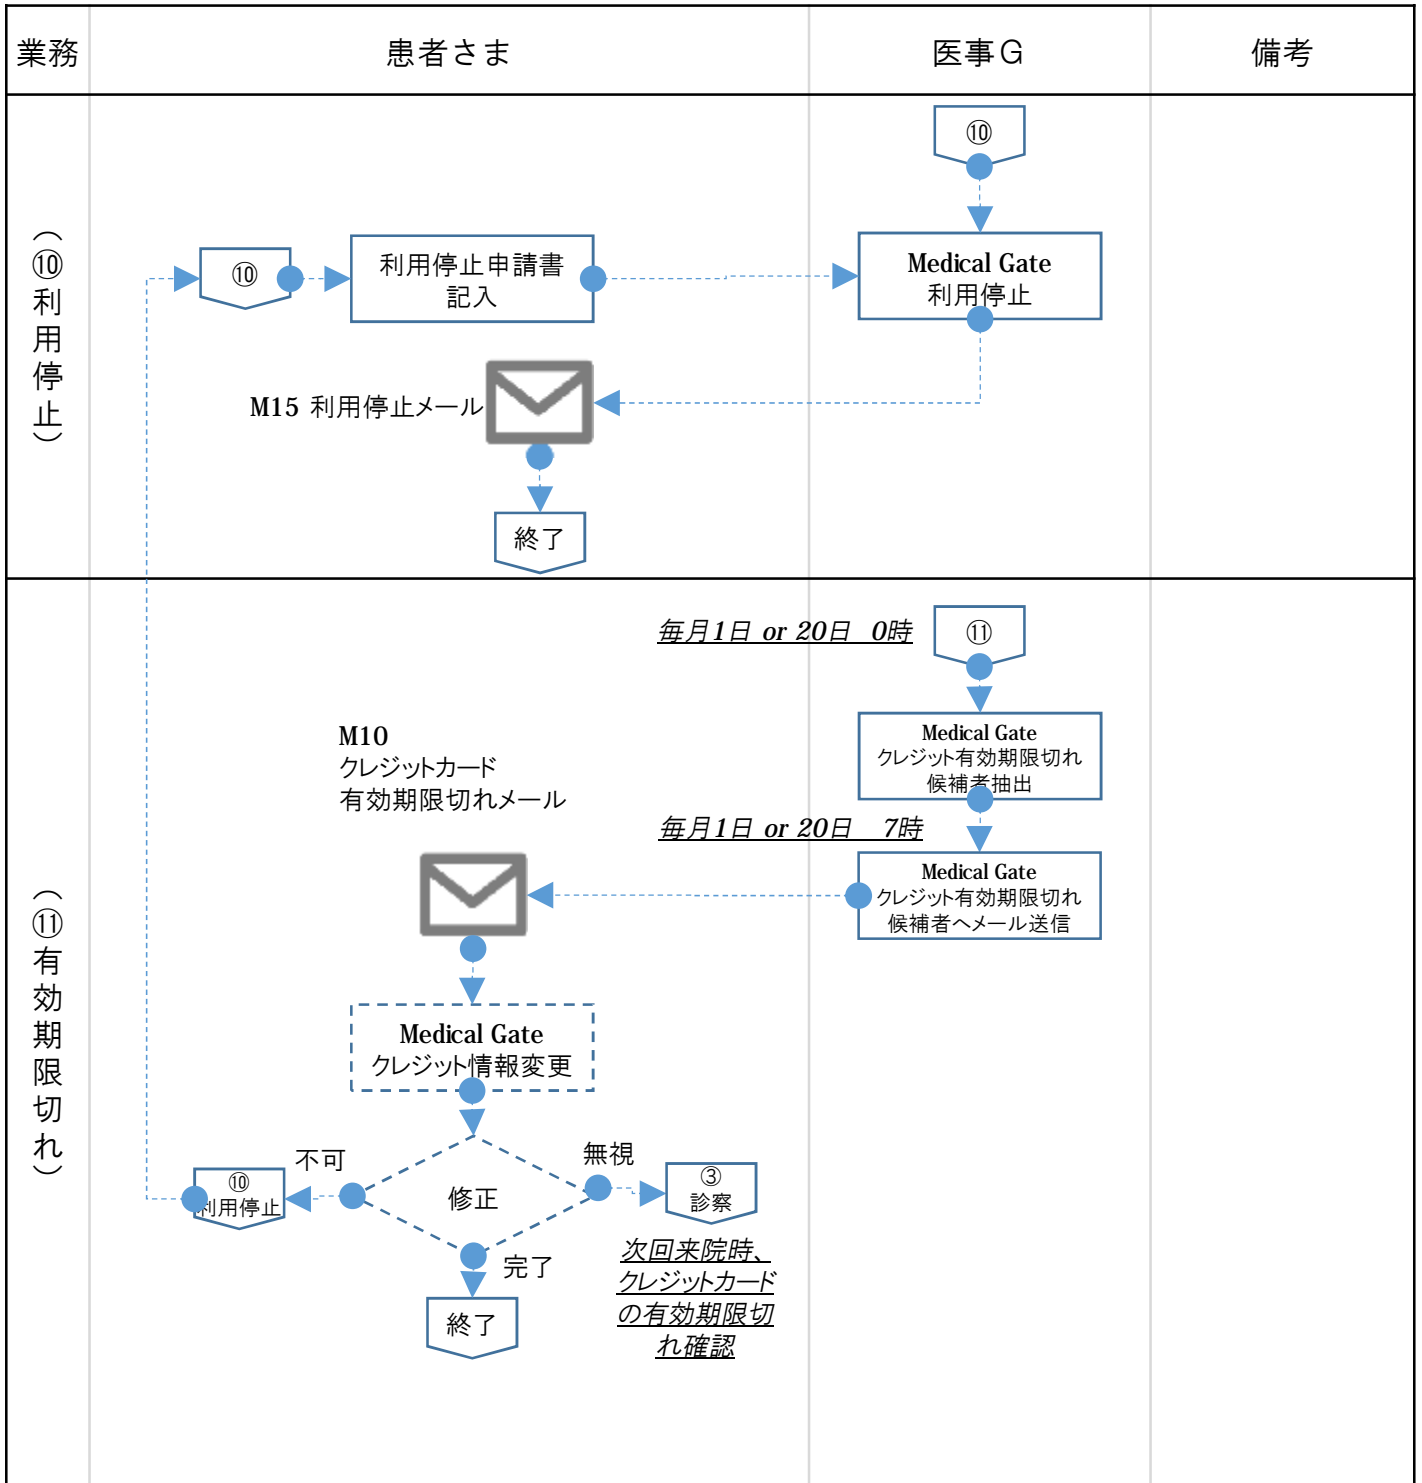 業務
患者さま
医事G
備考
（⑩利用停止）
⑩
⑩
利用停止申請書
記入
Medical Gate
利用停止
M15 利用停止メール
終了
（⑪有効期限切れ）
毎月1日 or 20日　0時
⑪
Medical Gate
クレジット有効期限切れ
候補者抽出
M10
クレジットカード
有効期限切れメール
毎月1日 or 20日　7時
Medical Gate
クレジット有効期限切れ
候補者へメール送信
Medical Gate
クレジット情報変更
不可
無視
⑩
利用停止
修正
③
診察
完了
終了
次回来院時、
クレジットカード
の有効期限切
れ確認